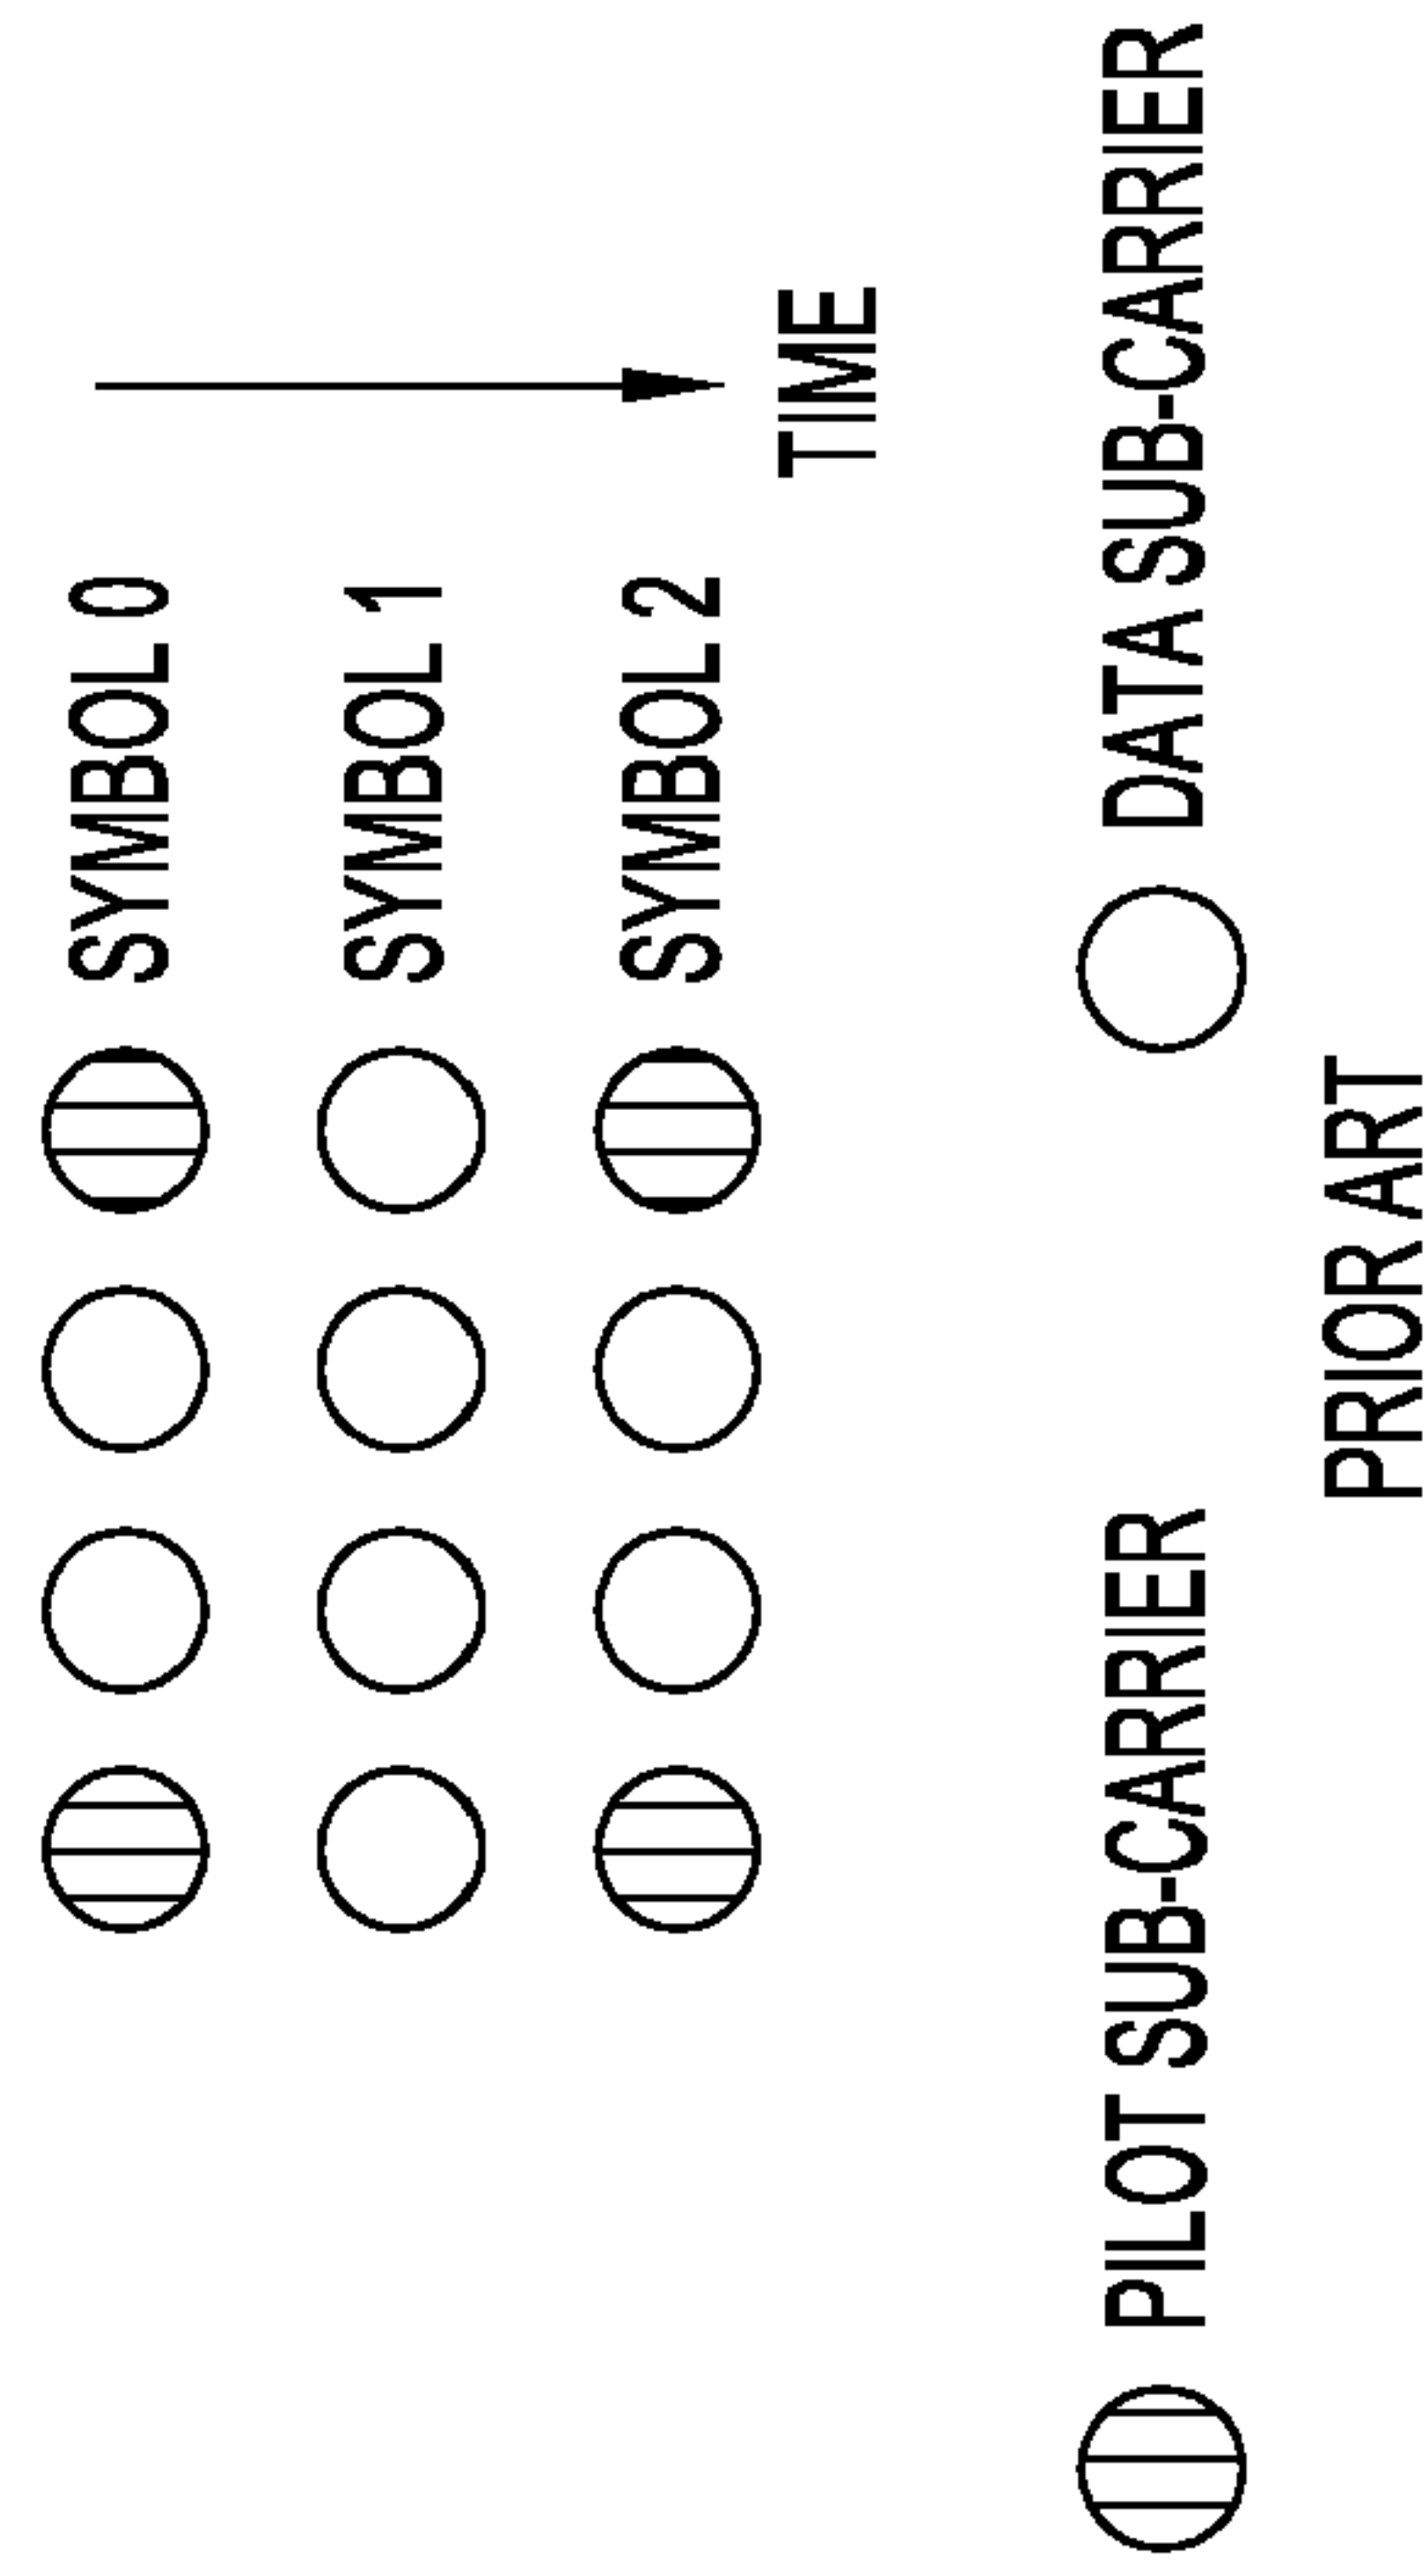 SYMBOL 0
SYMBOL 1
SYMBOL 2
TIME
PILOT SUB-CARRIER
DATA SUB-CARRIER
PRIOR ART